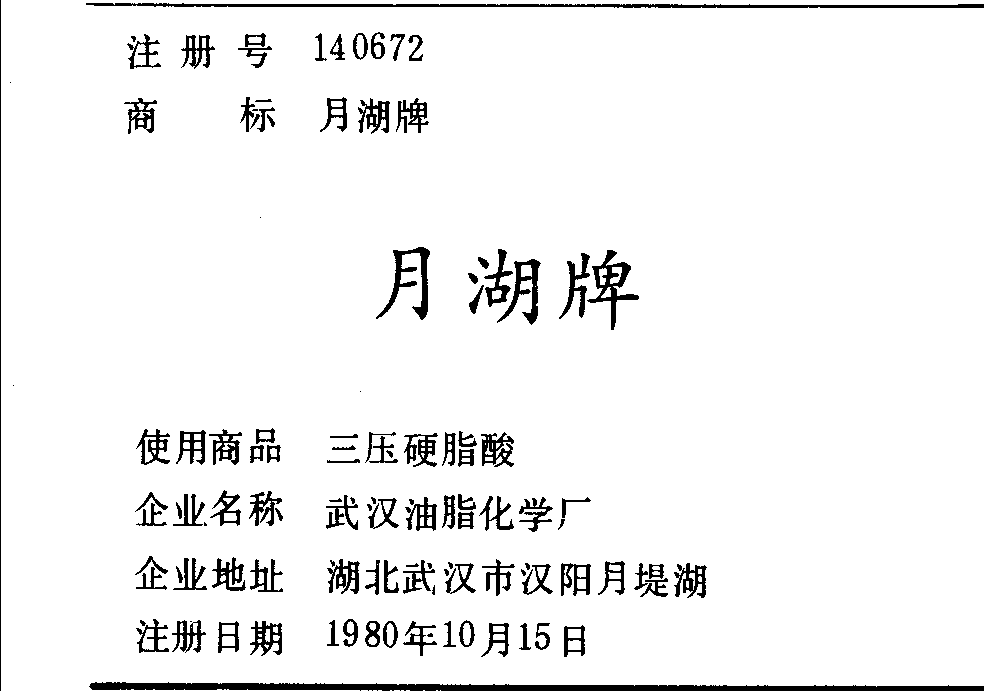 注册号 140672
商标 月湖牌
月湖牌
使用商品 三压硬脂酸
企业名称 武汉油脂化学厂
企业地址 湖北武汉市汉阳月堤湖
注册日期 1980年10月15日